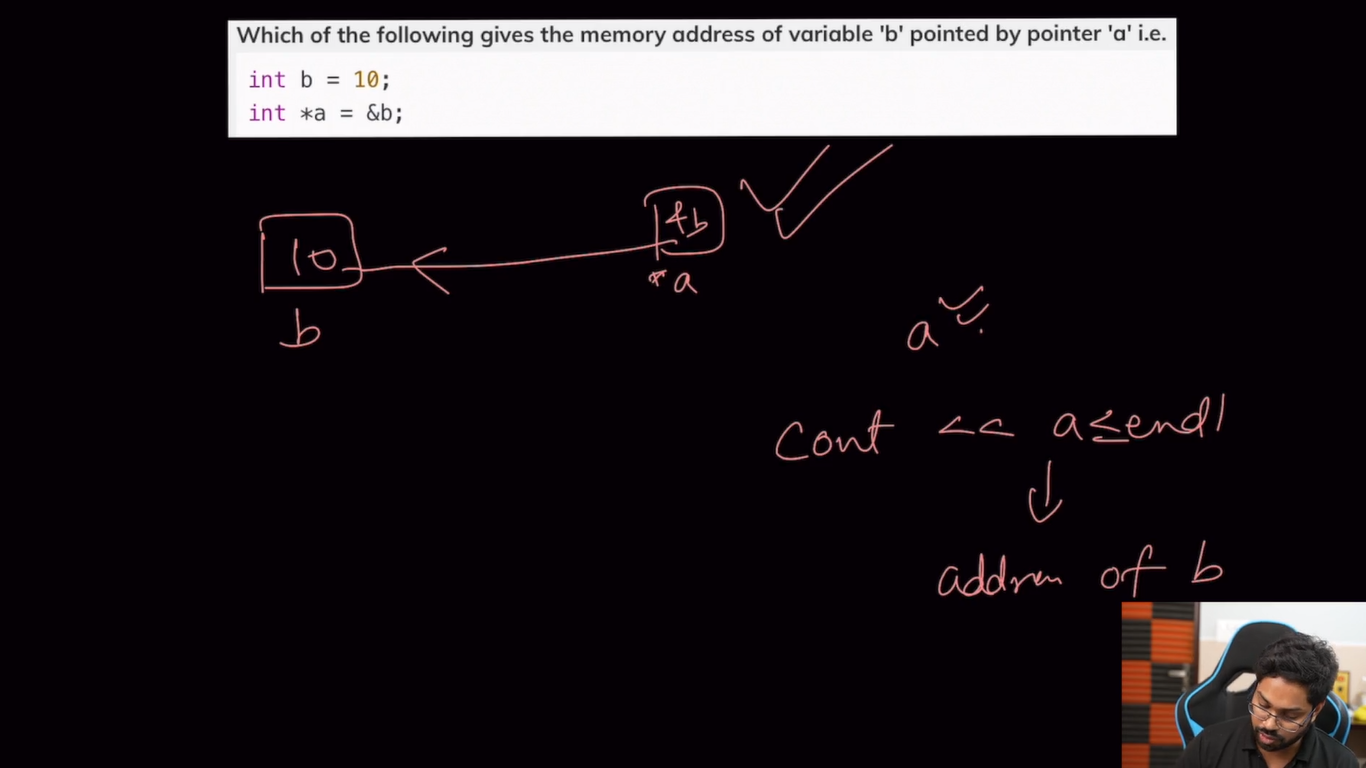 Which of the following gives the memory address of variable 'b' pointed by pointer 'a' i.e.
int b = 10;
int *a = &b;
&b
10
*a
b
a
Cout << a<endl
address of b